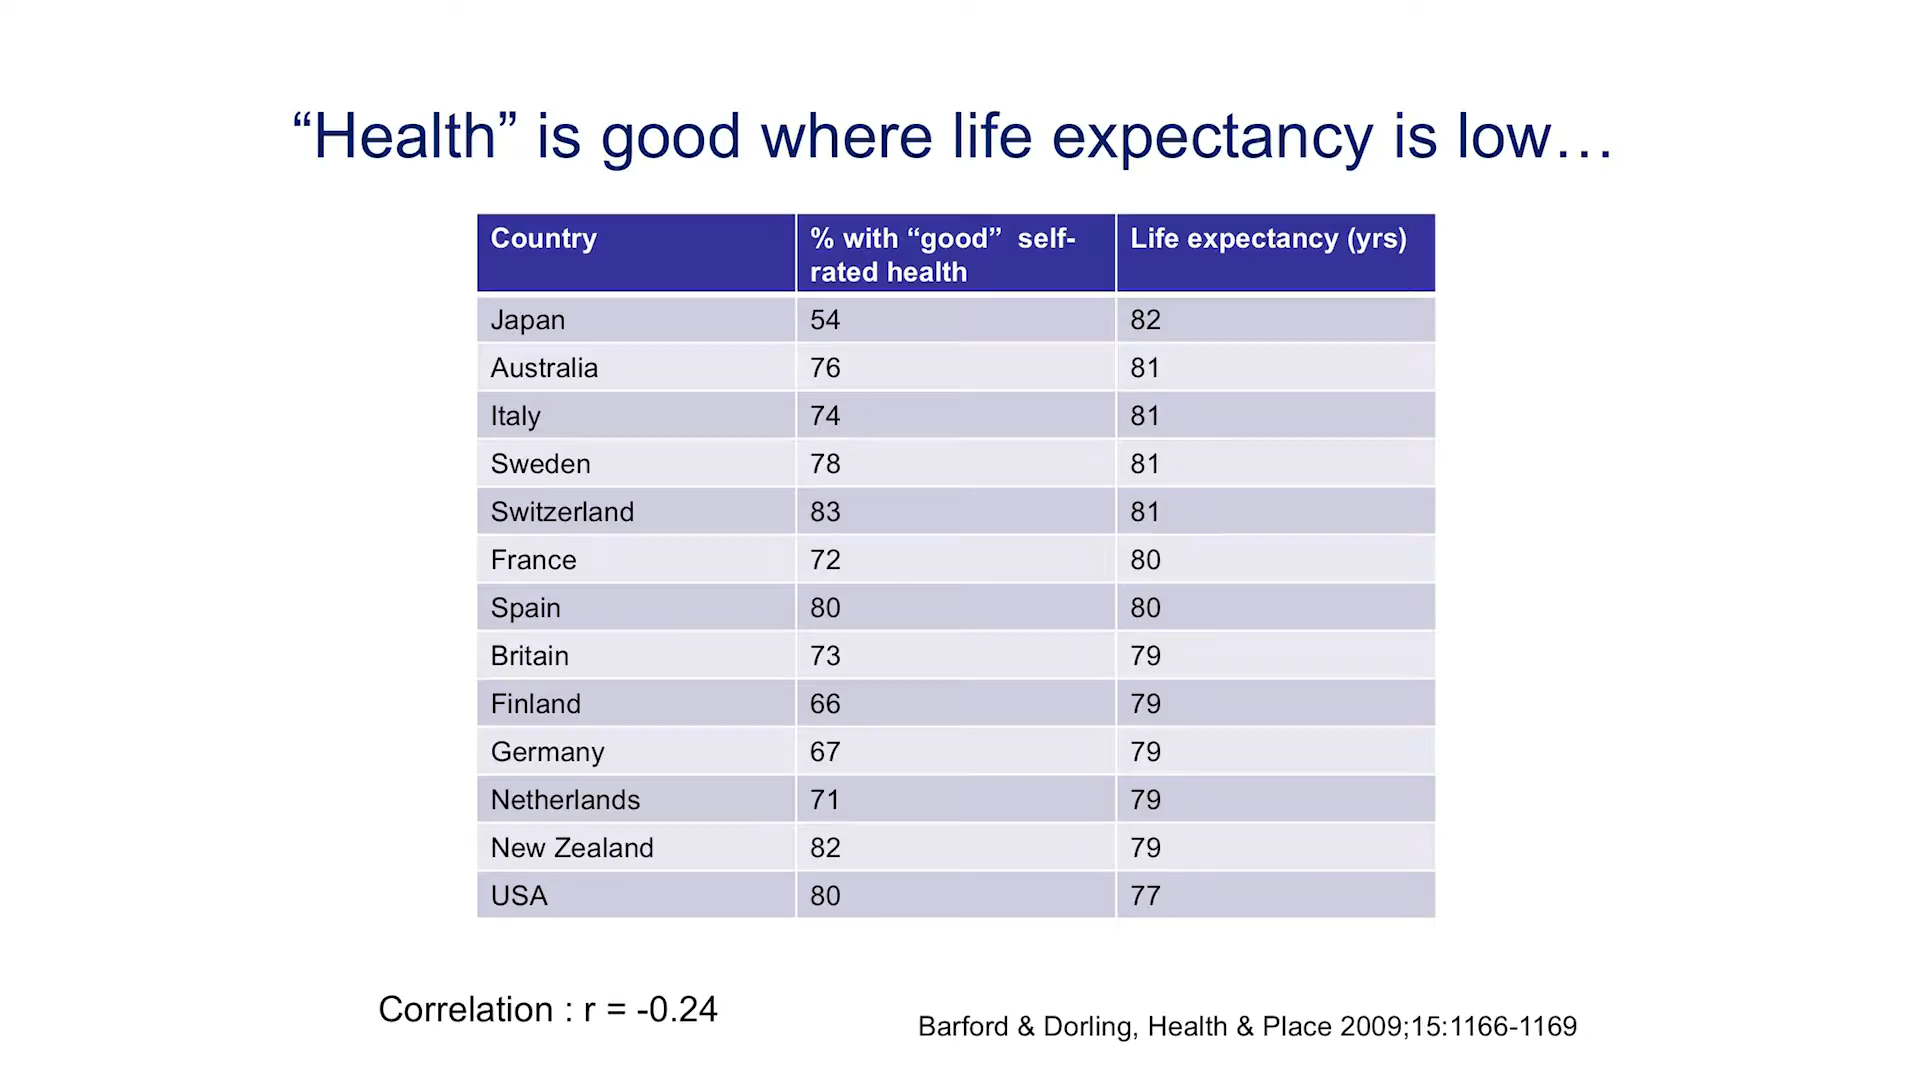 “Health” is good where life expectancy is low…
Country % with “good”  self- Life expectancy (yrs)
rated health
Japan 54 82
Australia 76 81
Italy 74 81
Sweden 78 81
Switzerland 83 81
France 72 80
Spain 80 80
Britain 73 79
Finland 66 79
Germany 67 79
Netherlands 71 79
New Zealand 82 79
USA 80 77
Correlation : r = -0.24
Barford & Dorling, Health & Place 2009;15:1166-1169